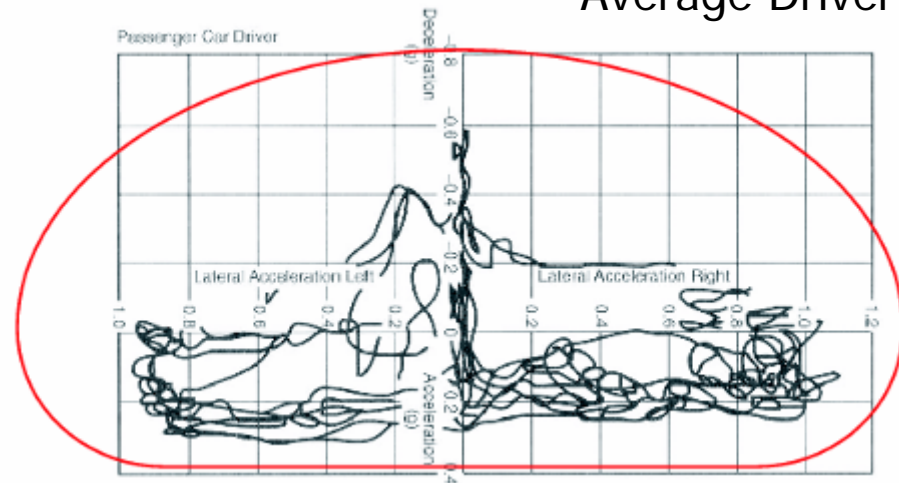 Average Driver
Passenger Car Driver
Deceleration
(g)
-0.8
-0.6
-0.4
-0.2
Lateral Acceleration Left
Lateral Acceleration Right
1.0
0.8
0.6
0.4
0.2
0
0.2
0.4
0.6
0.8
1.0
1.2
0.2
Acceleration
(g)
0.4